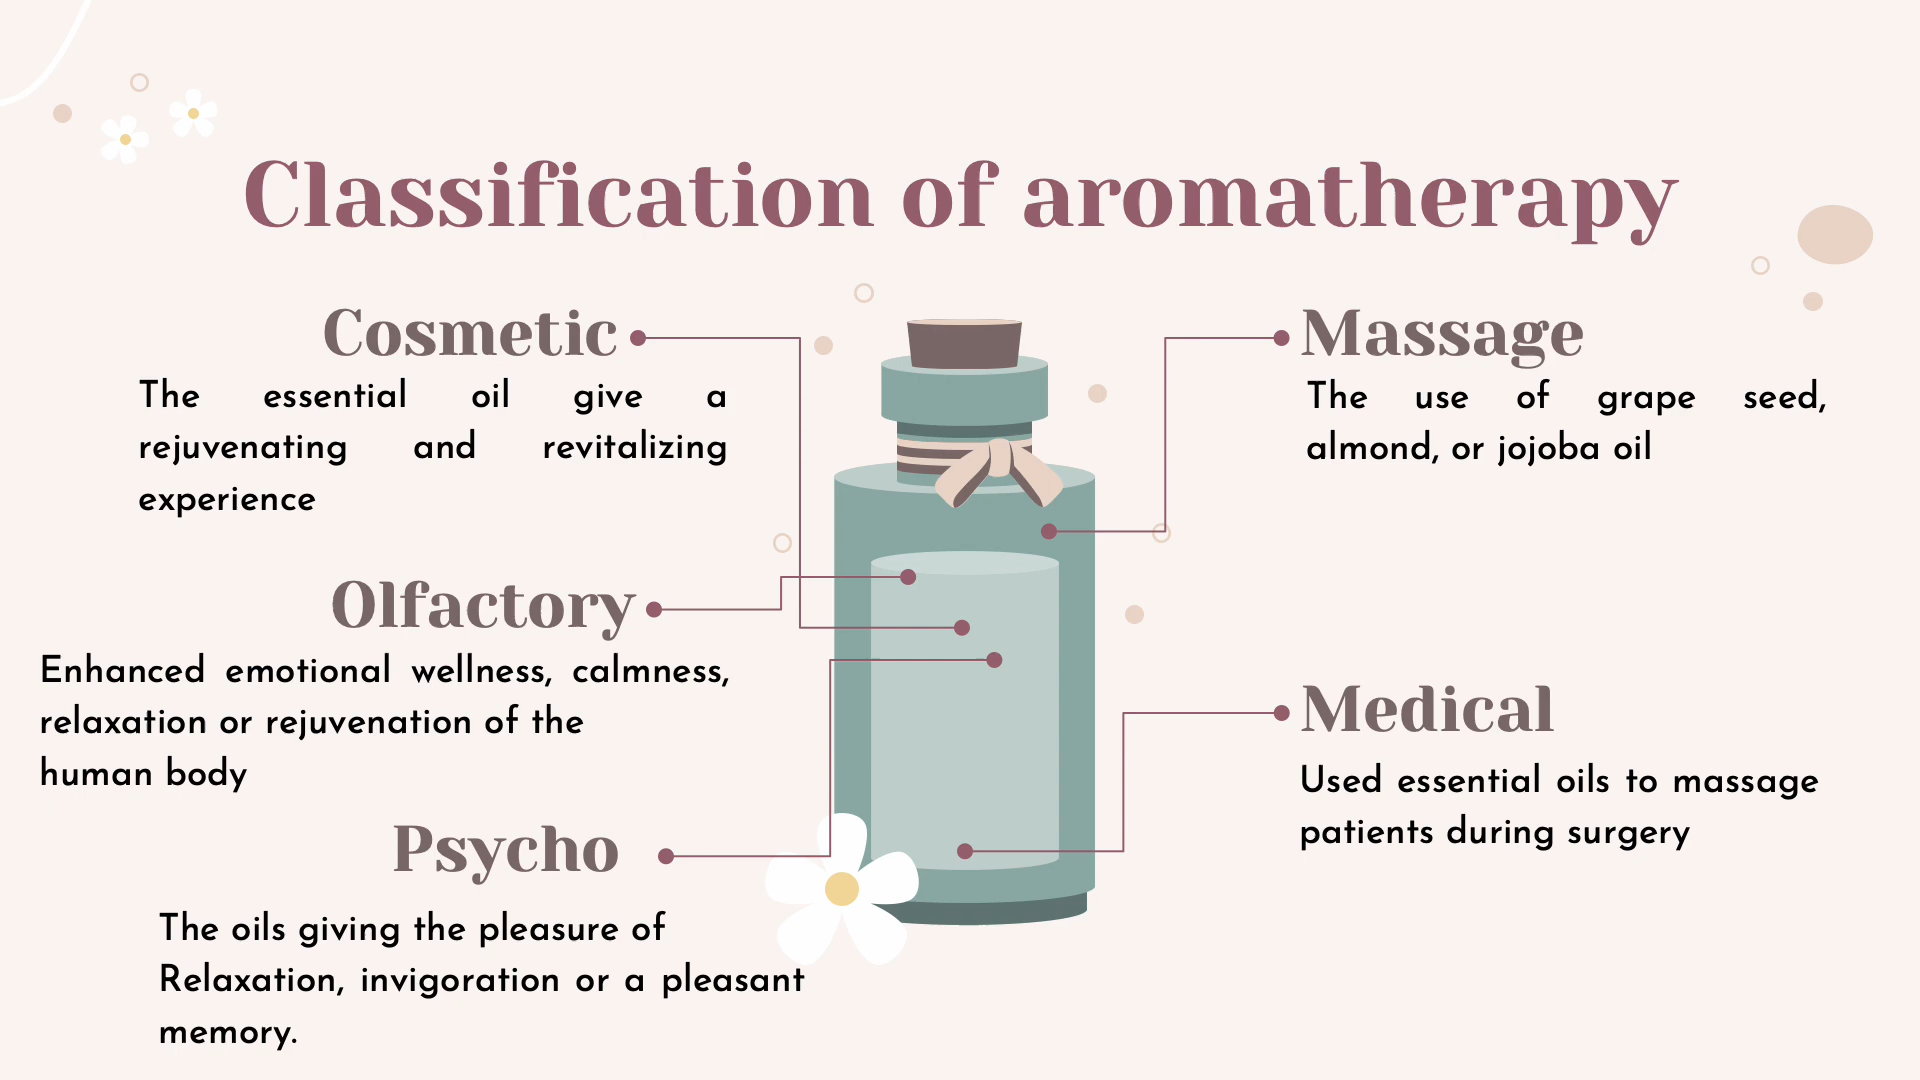 Classification of aromatherapy
Cosmetic
The essential oil give a
rejuvenating and revitalizing
experience
Olfactory
Enhanced emotional wellness, calmness,
relaxation or rejuvenation of the
human body
Psycho
The oils giving the pleasure of
Relaxation, invigoration or a pleasant
memory.
Massage
The use of grape seed,
almond, or jojoba oil
Medical
Used essential oils to massage
patients during surgery